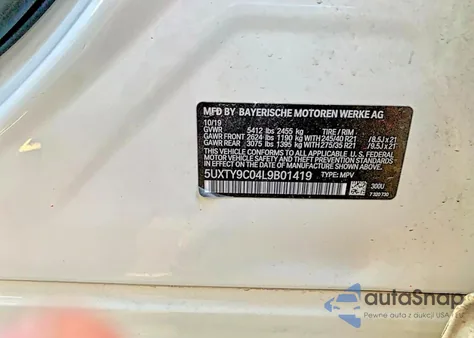 MFD BY BAYERISCHE MOTOREN WERKE AG
10/19
GVWR 5412 lbs 2455 kg TIRE / RIM
GAWR FRONT 2624 lbs 1190 kg WITH 245/40 R21 /8.5J x 21
GAWR REAR 3075 lbs 1395 kg WITH 275/35 R21 /9.5J x 21
THIS VEHICLE CONFORMS TO ALL APPLICABLE U.S. FEDERAL
MOTOR VEHICLE SAFETY, BUMPER, AND THEFT PREVENTION
STANDARDS IN EFFECT ON THE DATE OF MANUFACTURE SHOWN ABOVE.
5UXTY9C04L9B01419 TYPE: MPV
300U
autoSnap
Pewne auta z aukcji USA i EU